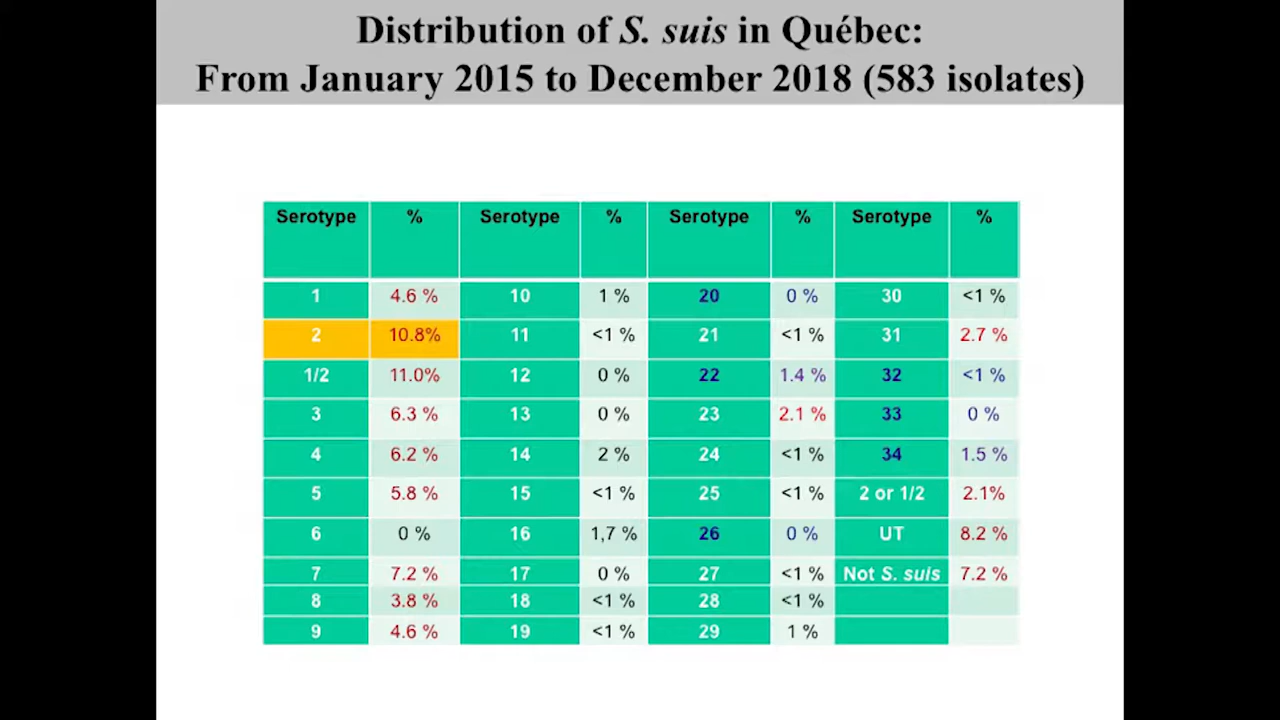 Distribution of S. suis in Québec:
From January 2015 to December 2018 (583 isolates)
Serotype % Serotype % Serotype % Serotype %
1 4.6 % 10 1 % 20 0 % 30 <1 %
2 10.8% 11 <1 % 21 <1 % 31 2.7 %
1/2 11.0% 12 0 % 22 1.4 % 32 <1 %
3 6.3 % 13 0 % 23 2.1 % 33 0 %
4 6.2 % 14 2 % 24 <1 % 34 1.5 %
5 5.8 % 15 <1 % 25 <1 % 2 or 1/2 2.1%
6 0 % 16 1,7 % 26 0 % UT 8.2 %
7 7.2 % 17 0 % 27 <1 % Not S. suis 7.2 %
8 3.8 % 18 <1 % 28 <1 %
9 4.6 % 19 <1 % 29 1 %